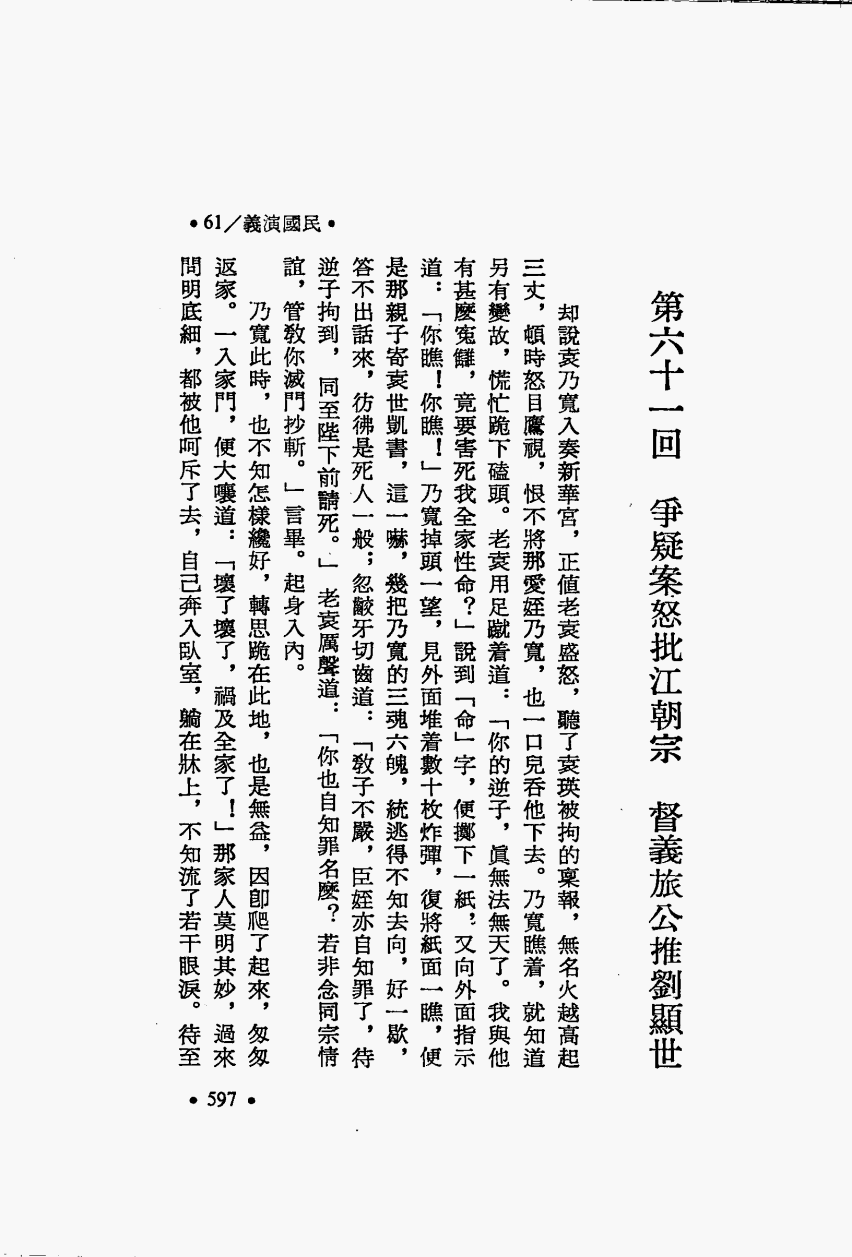 •民國演義／61•
第六十一回　爭疑案怒批江朝宗　督義旅公推劉顯世
却說袁乃寬入奏新華宮，正值老袁盛怒，聽了袁瑛被拘的稟報，無名火越高起
三丈，頓時怒目鷹視，恨不將那愛姪乃寬，也一口兒吞他下去。乃寬瞧着，就知道
另有變故，慌忙跪下磕頭。老袁用足蹴着道：「你的逆子，眞無法無天了。我與他
有甚麼寃讎，竟要害死我全家性命？」說到「命」字，便擲下一紙，又向外面指示
道：「你瞧！你瞧！」乃寬掉頭一望，見外面堆着數十枚炸彈，復將紙面一瞧，便
是那親子寄袁世凱書，這一嚇，幾把乃寬的三魂六魄，統逃得不知去向，好一歇，
答不出話來，彷彿是死人一般；忽齩牙切齒道：「敎子不嚴，臣姪亦自知罪了，待
逆子拘到，同至陛下前請死。」老袁厲聲道：「你也自知罪名麼？若非念同宗情
誼，管敎你滅門抄斬。」言畢。起身入內。
乃寬此時，也不知怎樣纔好，轉思跪在此地，也是無益，因卽爬了起來，匆匆
返家。一入家門，便大嚷道：「壞了壞了，禍及全家了！」那家人莫明其妙，過來
問明底細，都被他呵斥了去，自己奔入臥室，躺在牀上，不知流了若干眼淚。待至
•597•